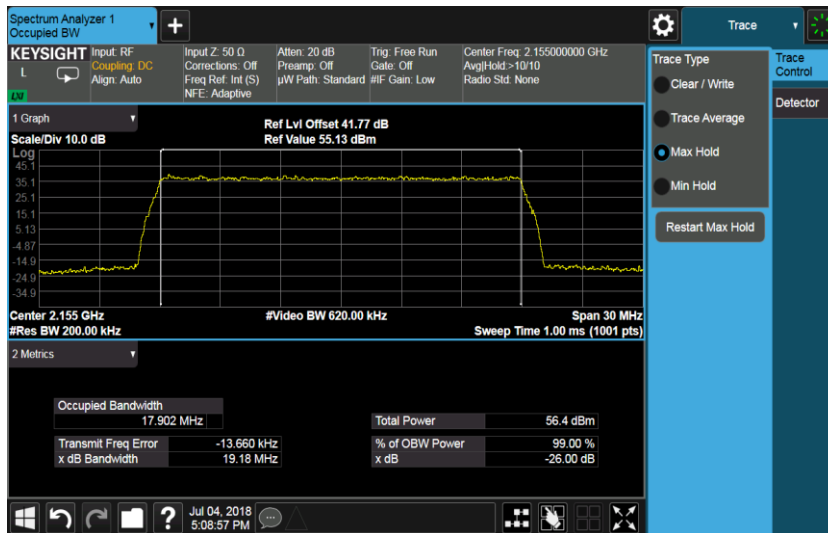 Spectrum Analyzer 1
Occupied BW
+
Trace
KEYSIGHT
L
LXI
Input: RF
Coupling: DC
Align: Auto
Input Z: 50 Ω
Corrections: Off
Freq Ref: Int (S)
NFE: Adaptive
Atten: 20 dB
Preamp: Off
µW Path: Standard
Trig: Free Run
Gate: Off
#IF Gain: Low
Center Freq: 2.155000000 GHz
Avg|Hold:>10/10
Radio Std: None
1 Graph
Scale/Div 10.0 dB
Ref Lvl Offset 41.77 dB
Ref Value 55.13 dBm
Log
45.1
35.1
25.1
15.1
5.13
-4.87
-14.9
-24.9
-34.9
Center 2.155 GHz
#Video BW 620.00 kHz
Span 30 MHz
#Res BW 200.00 kHz
Sweep Time 1.00 ms (1001 pts)
2 Metrics
Occupied Bandwidth
17.902 MHz
Total Power 56.4 dBm
Transmit Freq Error -13.660 kHz
% of OBW Power 99.00 %
x dB Bandwidth 19.18 MHz
x dB -26.00 dB
?
Jul 04, 2018
5:08:57 PM
Trace Type
Clear / Write
Trace Average
Max Hold
Min Hold
Restart Max Hold
Trace
Control
Detector